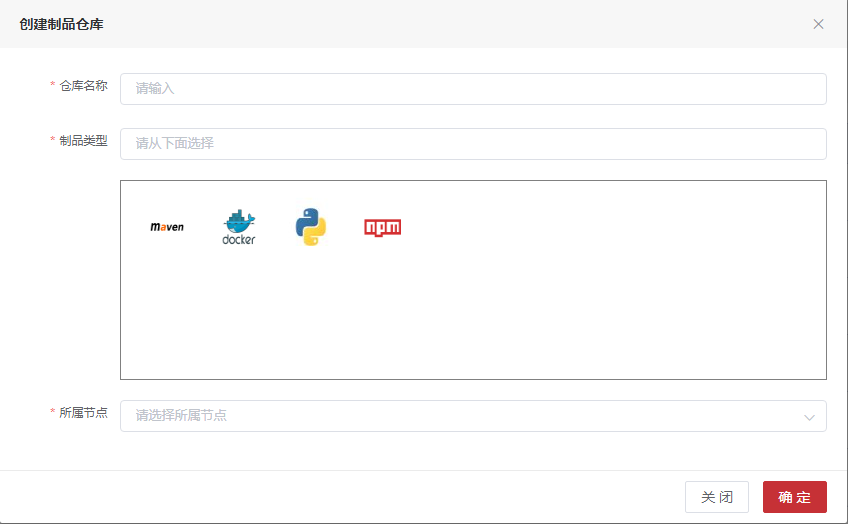 创建制品仓库
* 仓库名称
请输入
* 制品类型
请从下面选择
maven
docker
npm
* 所属节点
请选择所属节点
关 闭
确 定